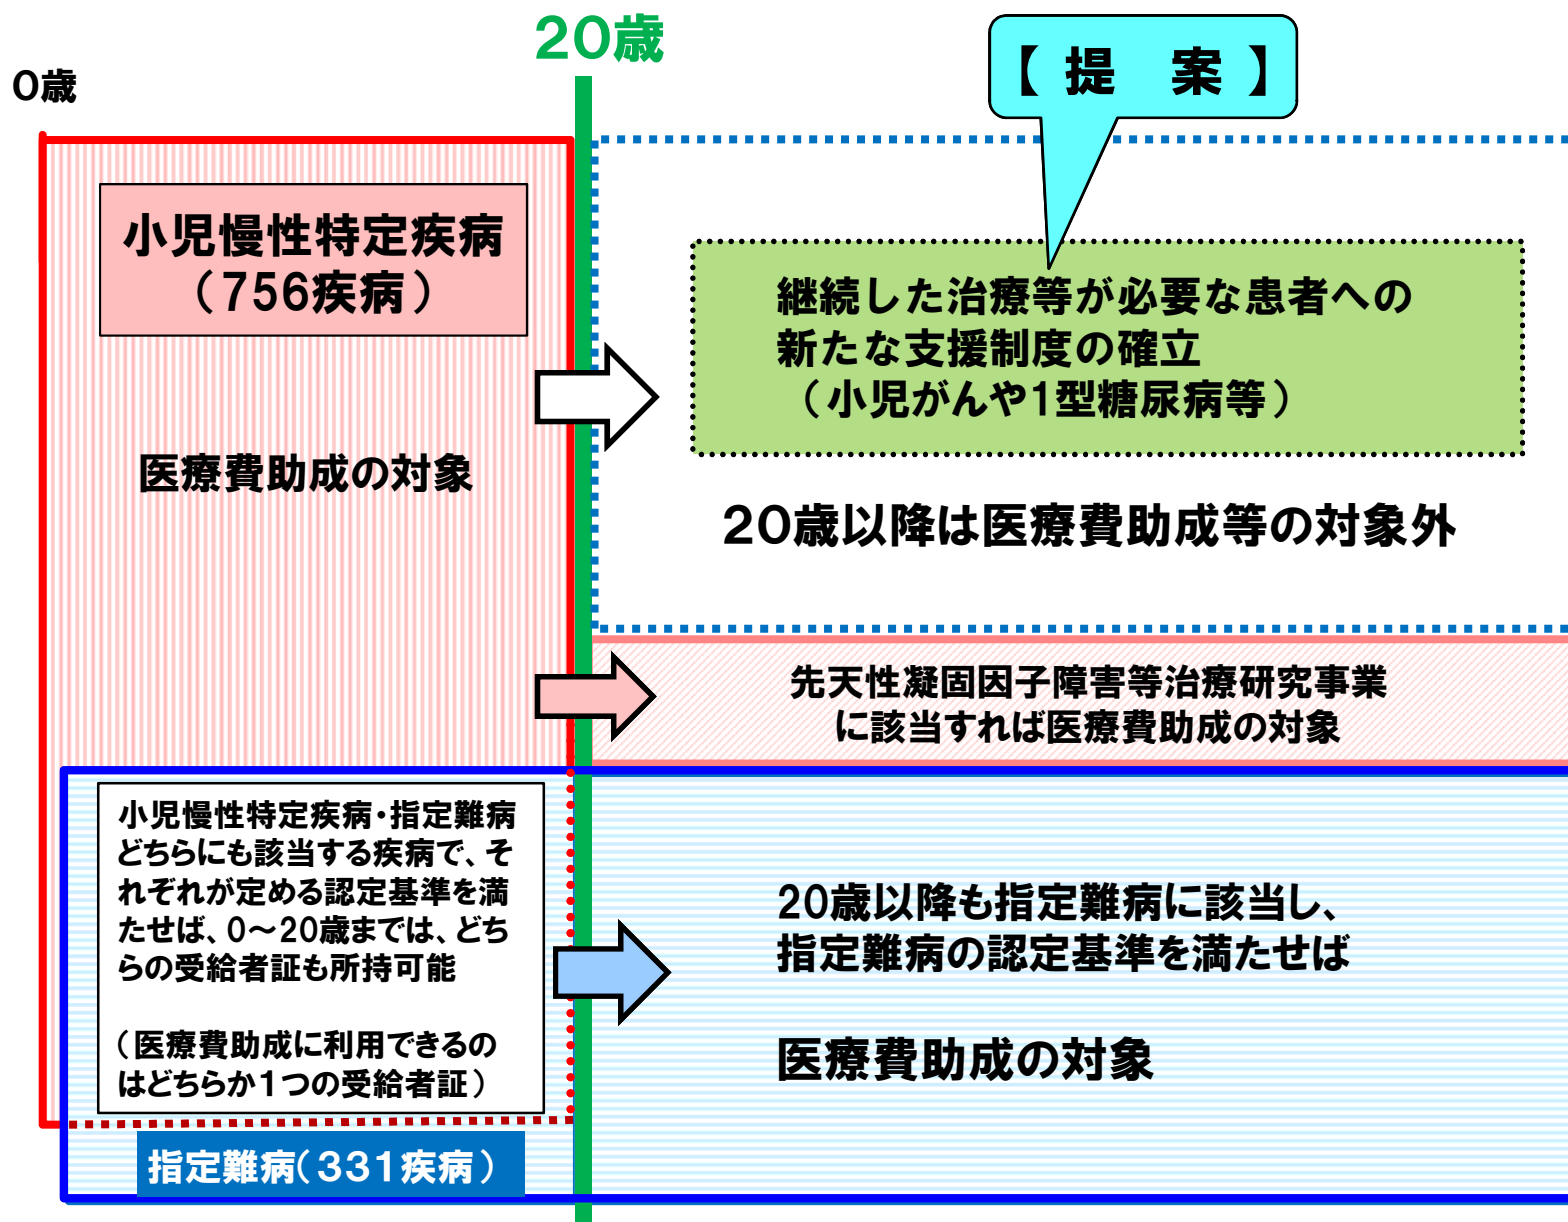 0歳
20歳
【 提　案 】
小児慢性特定疾病
（756疾病）
医療費助成の対象
継続した治療等が必要な患者への
新たな支援制度の確立
（小児がんや1型糖尿病等）
20歳以降は医療費助成等の対象外
先天性凝固因子障害等治療研究事業
に該当すれば医療費助成の対象
小児慢性特定疾病・指定難病
どちらにも該当する疾病で、そ
れぞれが定める認定基準を満
たせば、0～20歳までは、どち
らの受給者証も所持可能
（医療費助成に利用できるの
はどちらか1つの受給者証）
20歳以降も指定難病に該当し、
指定難病の認定基準を満たせば
医療費助成の対象
指定難病（331疾病）